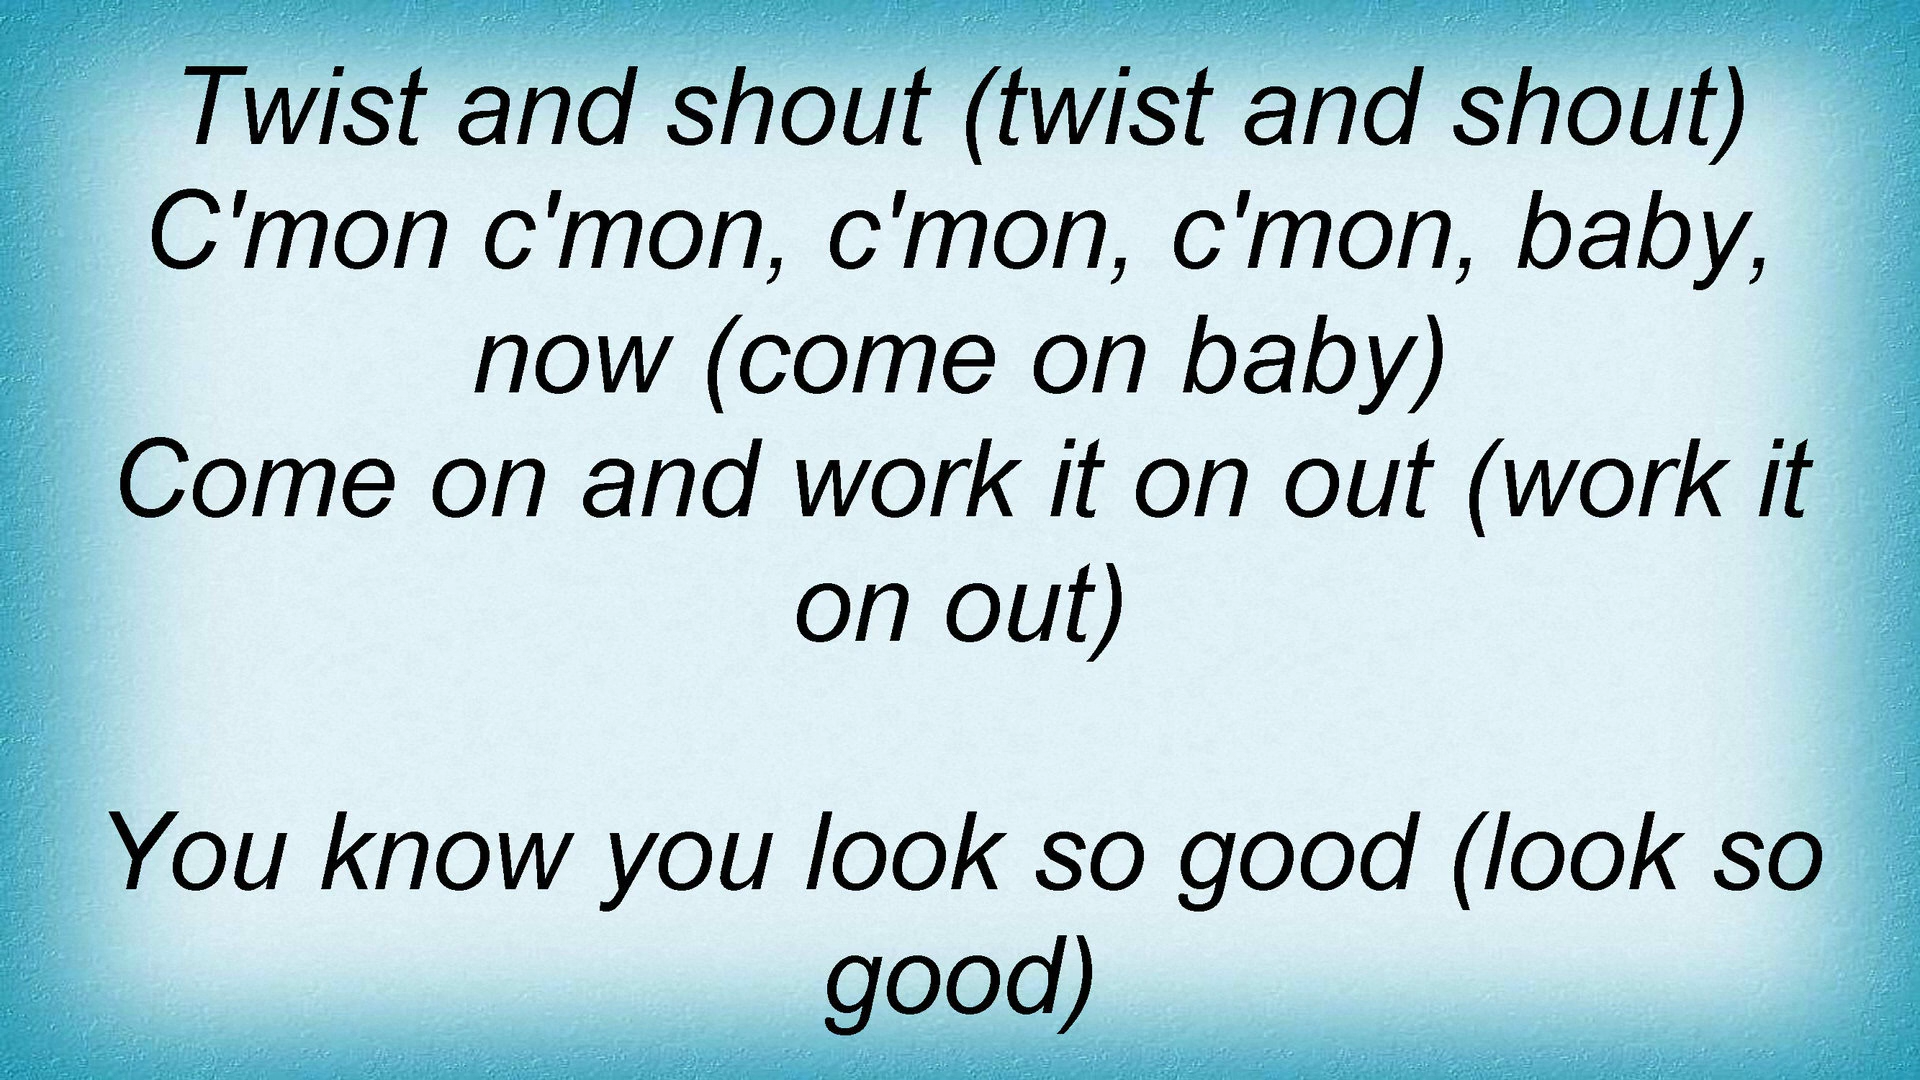 Twist and shout (twist and shout)
C'mon c'mon, c'mon, c'mon, baby,
now (come on baby)
Come on and work it on out (work it
on out)
You know you look so good (look so
good)